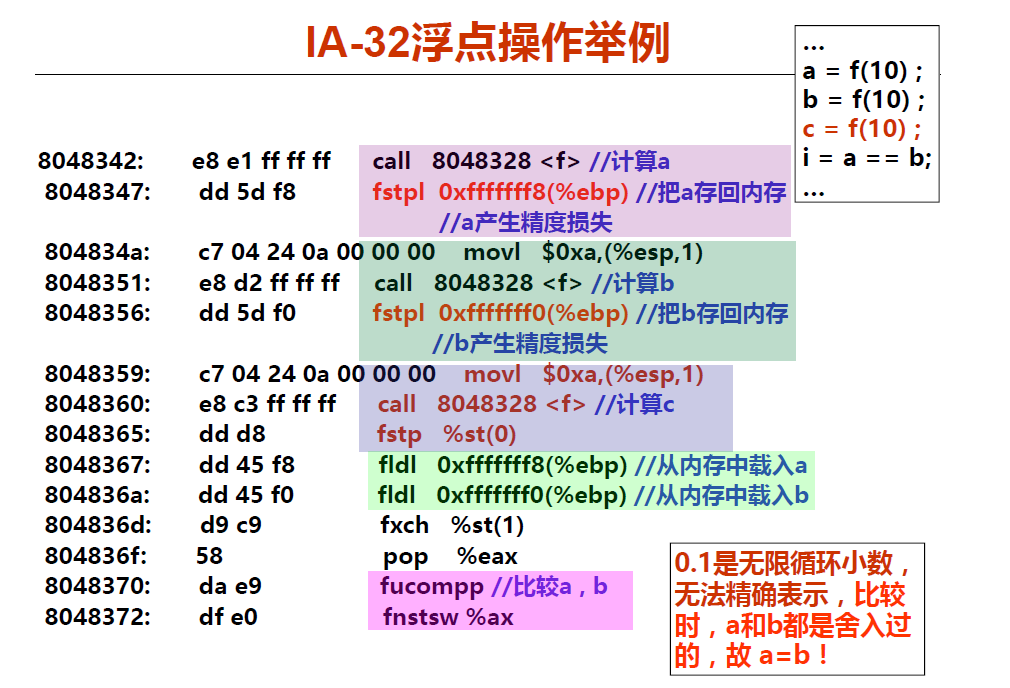 IA-32浮点操作举例
...
a = f(10) ;
b = f(10) ;
c = f(10) ;
i = a == b;
...
8048342: e8 e1 ff ff ff call 8048328 <f> //计算a
8048347: dd 5d f8 fstpl 0xfffffff8(%ebp) //把a存回内存
//a产生精度损失
804834a: c7 04 24 0a 00 00 00 movl $0xa,(%esp,1)
8048351: e8 d2 ff ff ff call 8048328 <f> //计算b
8048356: dd 5d f0 fstpl 0xfffffff0(%ebp) //把b存回内存
//b产生精度损失
8048359: c7 04 24 0a 00 00 00 movl $0xa,(%esp,1)
8048360: e8 c3 ff ff ff call 8048328 <f> //计算c
8048365: dd d8 fstp %st(0)
8048367: dd 45 f8 fldl 0xfffffff8(%ebp) //从内存中载入a
804836a: dd 45 f0 fldl 0xfffffff0(%ebp) //从内存中载入b
804836d: d9 c9 fxch %st(1)
804836f: 58 pop %eax
8048370: da e9 fucompp //比较a , b
8048372: df e0 fnstsw %ax
0.1是无限循环小数，
无法精确表示，比较
时，a和b都是舍入过
的，故 a=b！